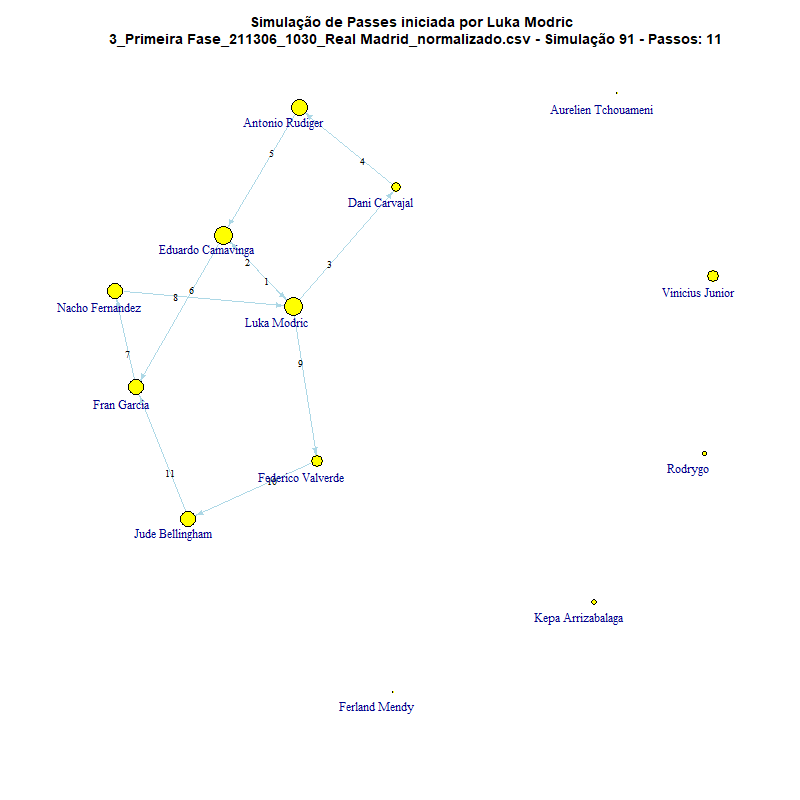 Simulação de Passes iniciada por Luka Modric
3_Primeira Fase_211306_1030_Real Madrid_normalizado.csv - Simulação 91 - Passos: 11
Aurelien Tchouameni
Antonio Rudiger
5
4
Dani Carvajal
Eduardo Camavinga
2
3
1
6
8
Vinicius Junior
Nacho Fernandez
Luka Modric
7
9
Fran Garcia
Rodrygo
11
Federico Valverde
10
Jude Bellingham
Kepa Arrizabalaga
Ferland Mendy